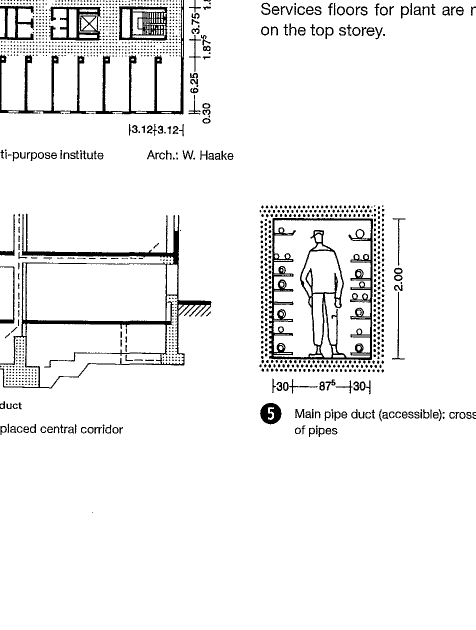 Services floors for plant are
on the top storey.
3.75
1.87⁵
6.25
0.30
3.12 3.12
ti-purpose institute Arch.: W. Haake
2.00
30 87⁵ 30
duct
placed central corridor
5 Main pipe duct (accessible): cross
of pipes